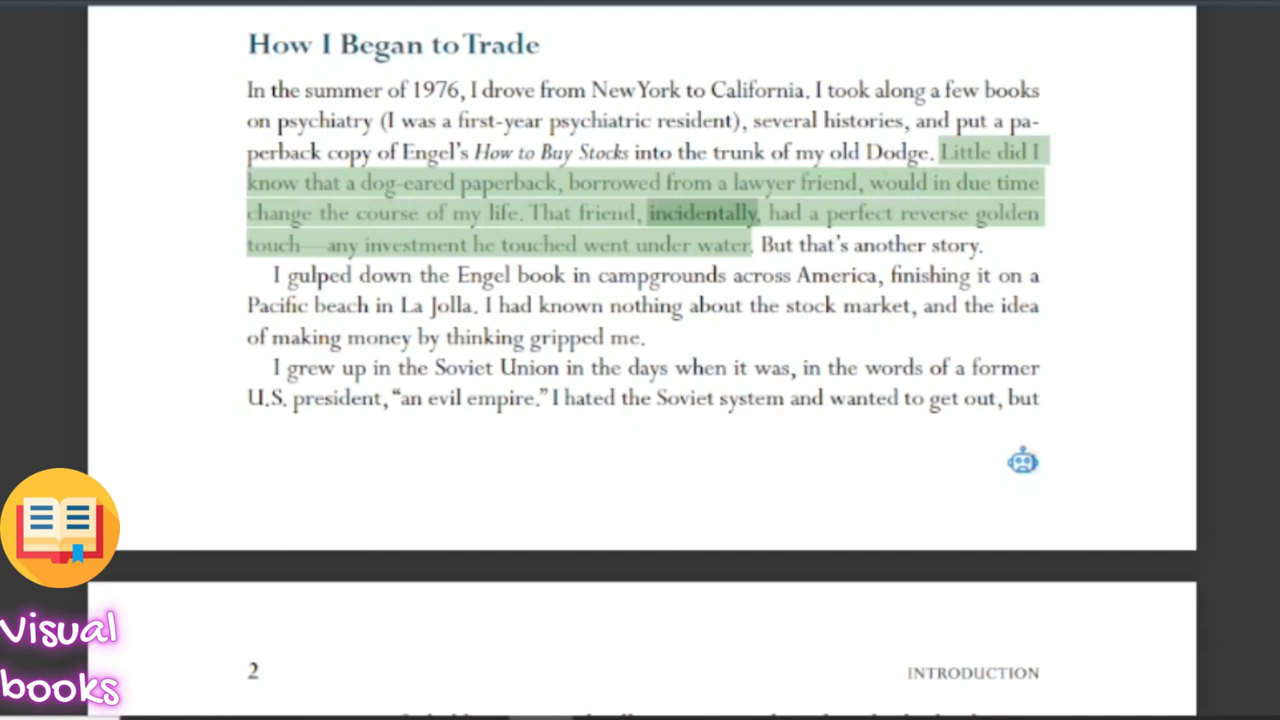 How I Began to Trade
In the summer of 1976, I drove from New York to California. I took along a few books
on psychiatry (I was a first-year psychiatric resident), several histories, and put a pa-
perback copy of Engel's How to Buy Stocks into the trunk of my old Dodge. Little did I
know that a dog-eared paperback, borrowed from a lawyer friend, would in due time
change the course of my life. That friend, incidentally, had a perfect reverse golden
touch—any investment he touched went under water. But that's another story.
I gulped down the Engel book in campgrounds across America, finishing it on a
Pacific beach in La Jolla. I had known nothing about the stock market, and the idea
of making money by thinking gripped me.
I grew up in the Soviet Union in the days when it was, in the words of a former
U.S. president, “an evil empire.” I hated the Soviet system and wanted to get out, but
Visual
books
2 INTRODUCTION